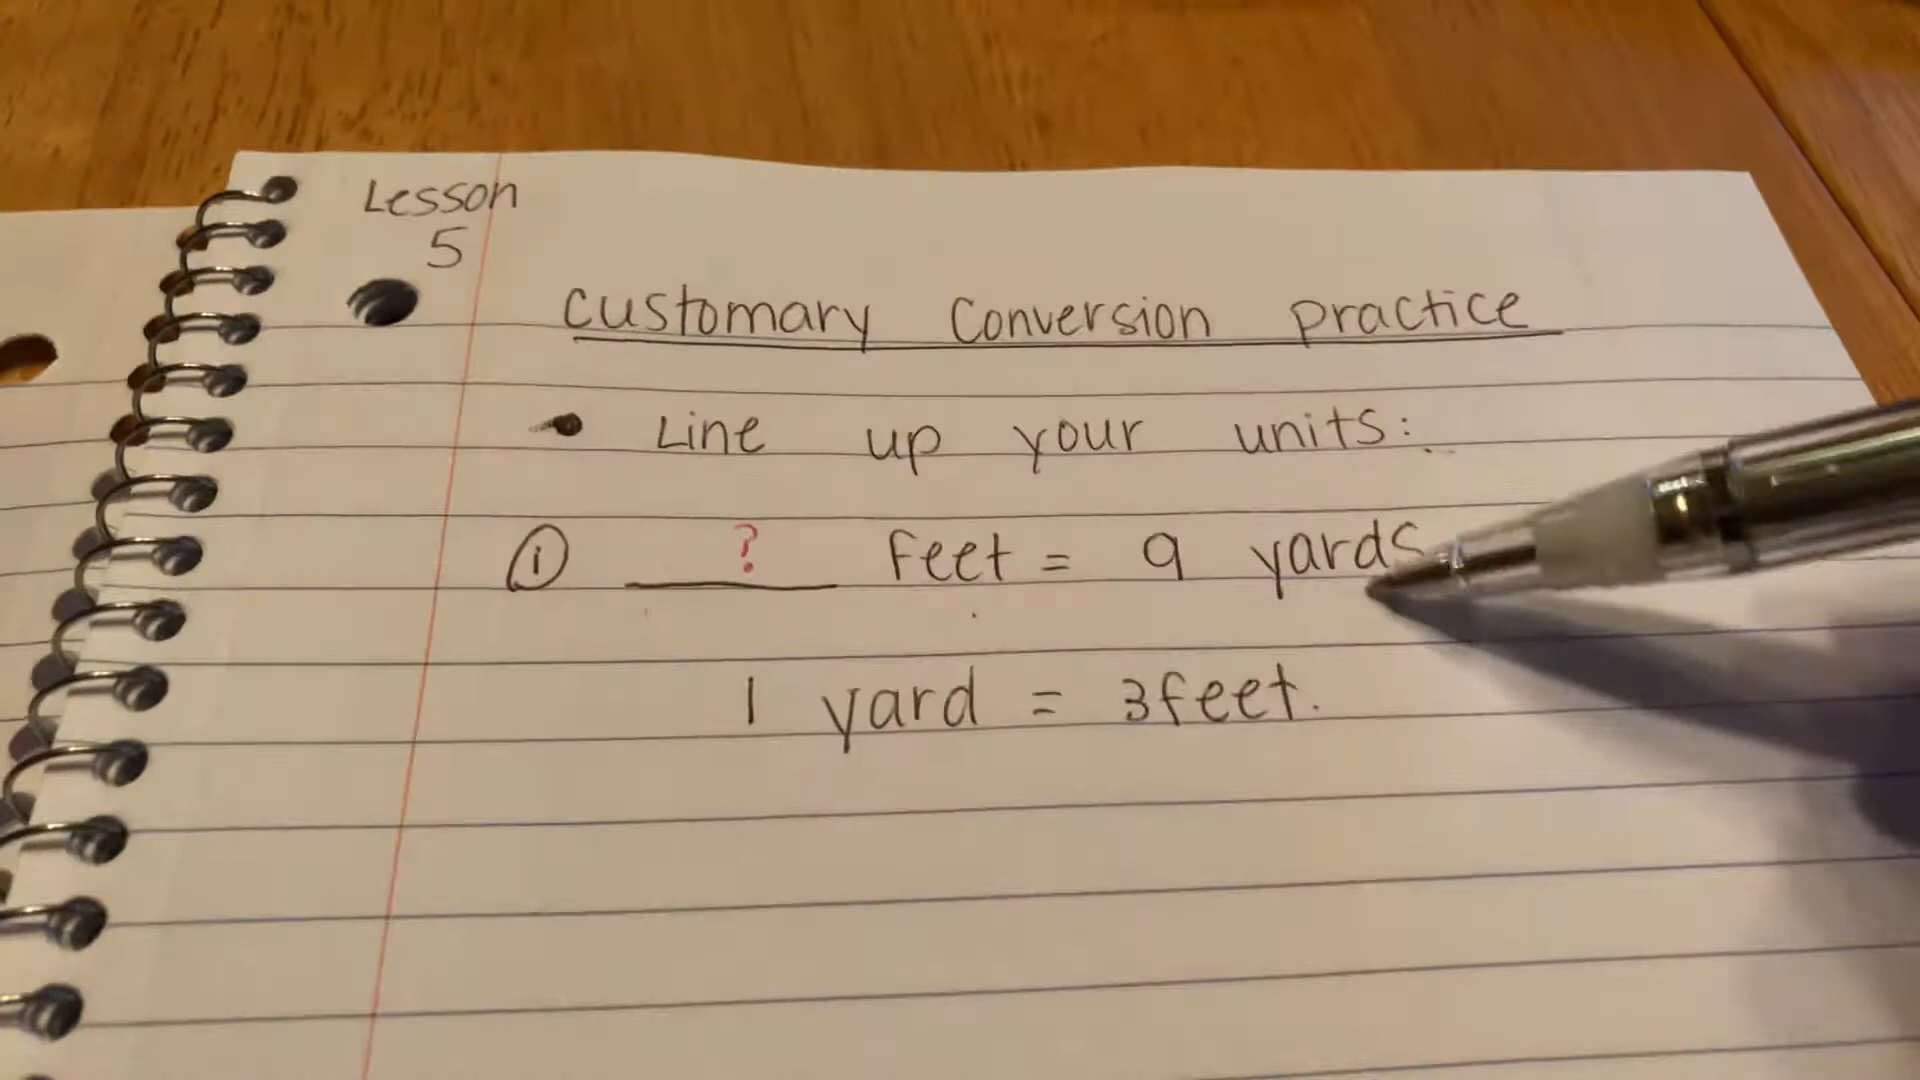 Lesson
5
Customary Conversion practice
• Line up your units:
① ? feet = 9 yards
1 yard = 3feet.